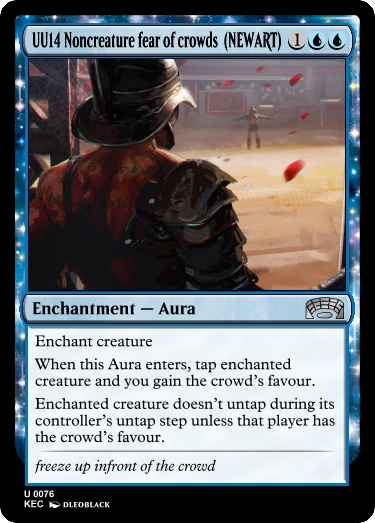 UU14 Noncreature fear of crowds (NEWART) 1
Enchantment — Aura
Enchant creature
When this Aura enters, tap enchanted
creature and you gain the crowd's favour.
Enchanted creature doesn't untap during its
controller's untap step unless that player has
the crowd's favour.
freeze up infront of the crowd
U 0076
KEC DLEOBLACK